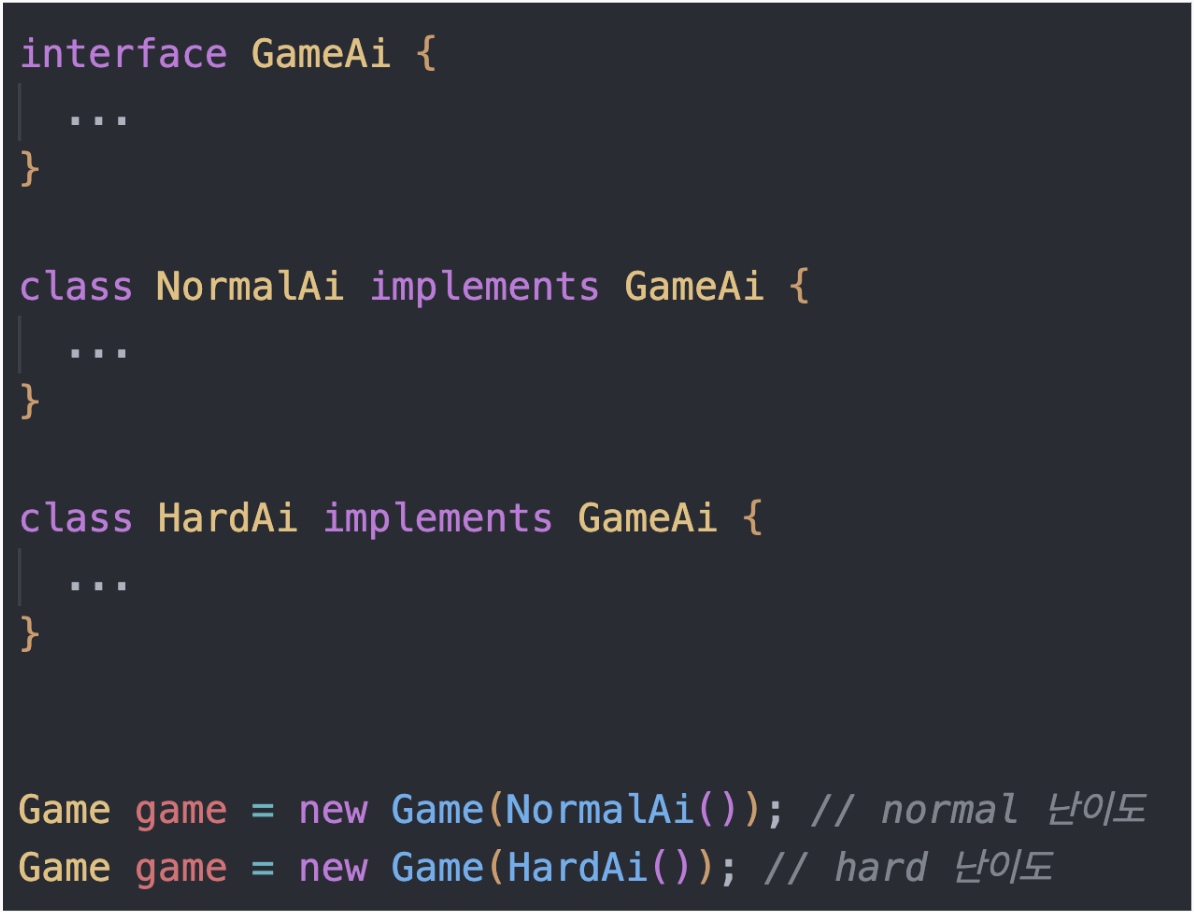 interface GameAi {
...
}
class NormalAi implements GameAi {
...
}
class HardAi implements GameAi {
...
}
Game game = new Game(NormalAi()); // normal 난이도
Game game = new Game(HardAi()); // hard 난이도